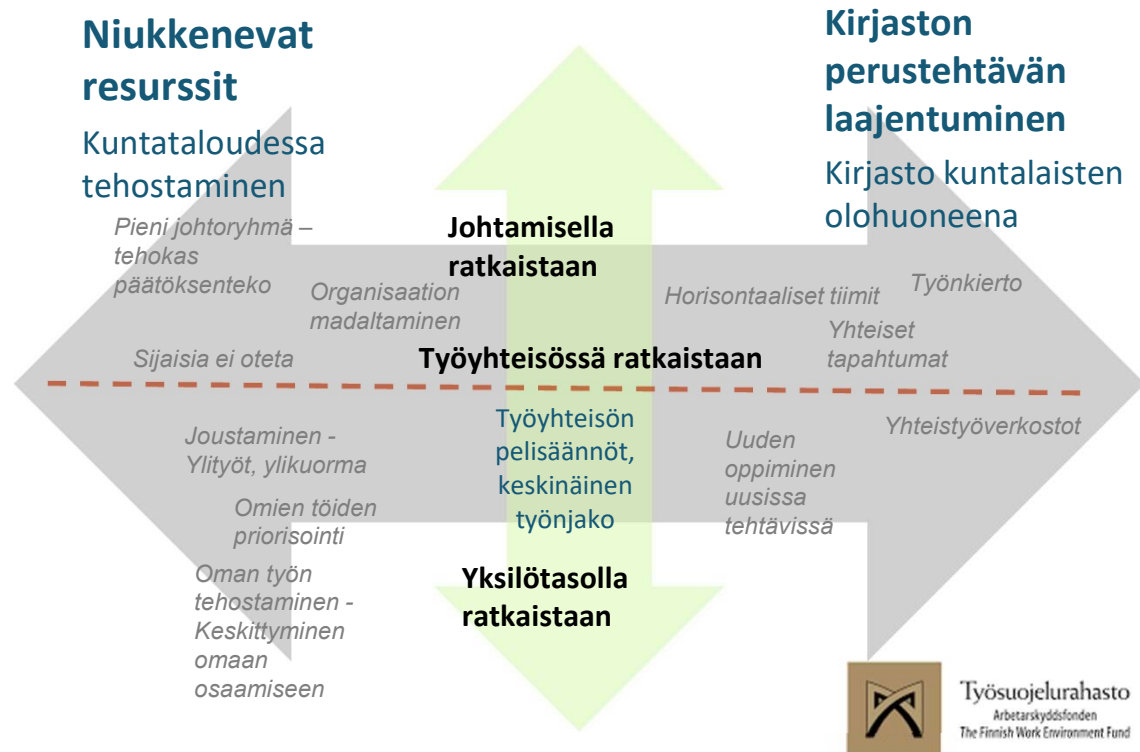 Niukkenevat
resurssit
Kuntataloudessa
tehostaminen
Kirjaston
perustehtävän
laajentuminen
Kirjasto kuntalaisten
olohuoneena
Pieni johtoryhmä –
tehokas
päätöksenteko
Organisaation
madaltaminen
Sijaisia ei oteta
Johtamisella
ratkaistaan
Horisontaaliset tiimit
Työnkierto
Yhteiset
tapahtumat
Työyhteisössä ratkaistaan
Joustaminen -
Ylityöt, ylikuorma
Omien töiden
priorisointi
Oman työn
tehostaminen -
Keskittyminen
omaan
osaamiseen
Työyhteisön
pelisäännöt,
keskinäinen
työnjako
Uuden
oppiminen
uusissa
tehtävissä
Yhteistyöverkostot
Yksilötasolla
ratkaistaan
Työsuojelurahasto
Arbetarskyddsfonden
The Finnish Work Environment Fund